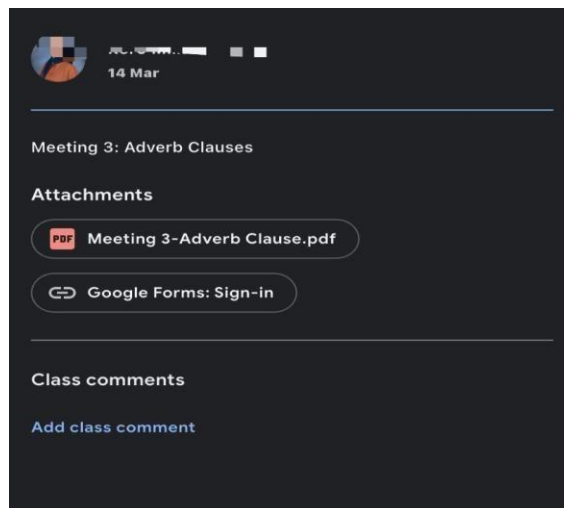 14 Mar
Meeting 3: Adverb Clauses
Attachments
PDF Meeting 3-Adverb Clause.pdf
Google Forms: Sign-in
Class comments
Add class comment